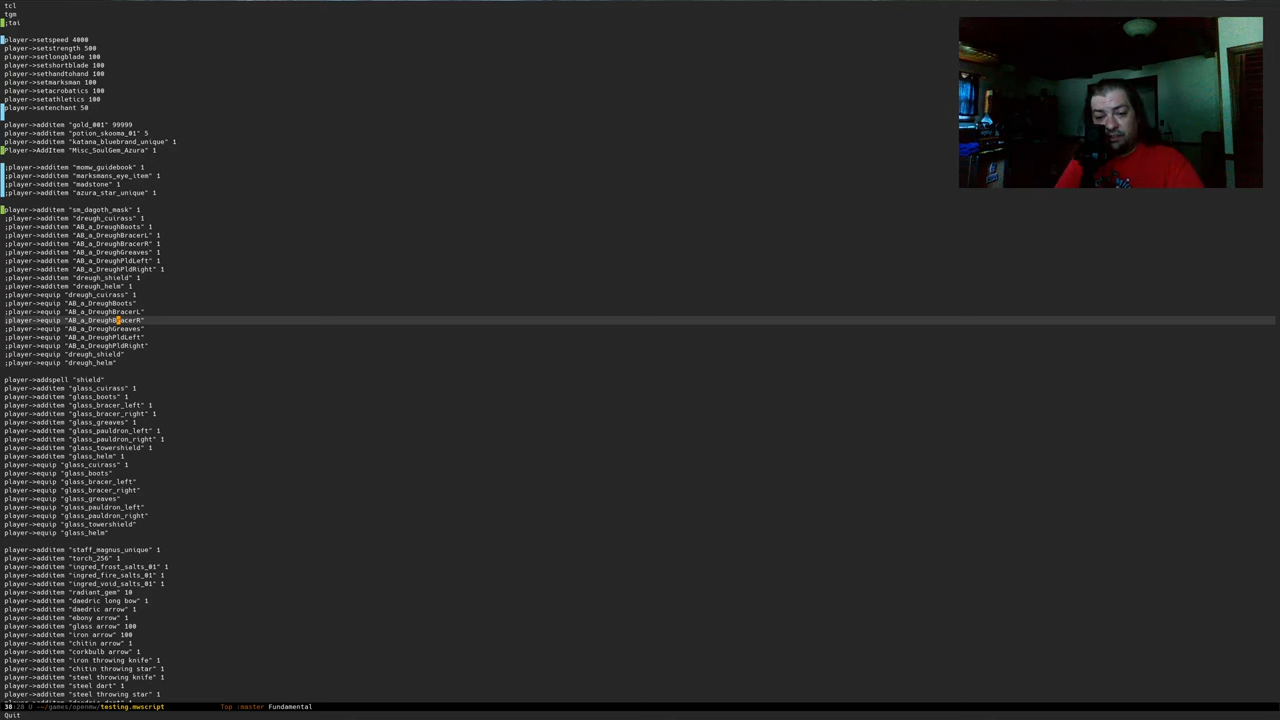 tcl
tgm
;tai
player->setspeed 4000
player->setstrength 500
player->setlongblade 100
player->setshortblade 100
player->sethandtohand 100
player->setmarksman 100
player->setacrobatics 100
player->setathletics 100
player->setenchant 50
player->additem "gold_001" 99999
player->additem "potion_skooma_01" 5
player->additem "katana_bluebrand_unique" 1
Player->AddItem "Misc_SoulGem_Azura" 1
;player->additem "momw_guidebook" 1
;player->additem "marksmans_eye_item" 1
;player->additem "madstone" 1
;player->additem "azura_star_unique" 1
player->additem "sm_dagoth_mask" 1
;player->additem "dreugh_cuirass" 1
;player->additem "AB_a_DreughBoots" 1
;player->additem "AB_a_DreughBracerL" 1
;player->additem "AB_a_DreughBracerR" 1
;player->additem "AB_a_DreughGreaves" 1
;player->additem "AB_a_DreughPldLeft" 1
;player->additem "AB_a_DreughPldRight" 1
;player->additem "dreugh_shield" 1
;player->additem "dreugh_helm" 1
;player->equip "dreugh_cuirass" 1
;player->equip "AB_a_DreughBoots"
;player->equip "AB_a_DreughBracerL"
;player->equip "AB_a_DreughBracerR"
;player->equip "AB_a_DreughGreaves"
;player->equip "AB_a_DreughPldLeft"
;player->equip "AB_a_DreughPldRight"
;player->equip "dreugh_shield"
;player->equip "dreugh_helm"
player->addspell "shield"
player->additem "glass_cuirass" 1
player->additem "glass_boots" 1
player->additem "glass_bracer_left" 1
player->additem "glass_bracer_right" 1
player->additem "glass_greaves" 1
player->additem "glass_pauldron_left" 1
player->additem "glass_pauldron_right" 1
player->additem "glass_towershield" 1
player->additem "glass_helm" 1
player->equip "glass_cuirass" 1
player->equip "glass_boots"
player->equip "glass_bracer_left"
player->equip "glass_bracer_right"
player->equip "glass_greaves"
player->equip "glass_pauldron_left"
player->equip "glass_pauldron_right"
player->equip "glass_towershield"
player->equip "glass_helm"
player->additem "staff_magnus_unique" 1
player->additem "torch_256" 1
player->additem "ingred_frost_salts_01" 1
player->additem "ingred_fire_salts_01" 1
player->additem "ingred_void_salts_01" 1
player->additem "radiant_gem" 10
player->additem "daedric long bow" 1
player->additem "daedric arrow" 1
player->additem "ebony arrow" 1
player->additem "glass arrow" 100
player->additem "iron arrow" 100
player->additem "chitin arrow" 1
player->additem "corkbulb arrow" 1
player->additem "iron throwing knife" 1
player->additem "chitin throwing star" 1
player->additem "steel throwing knife" 1
player->additem "steel dart" 1
player->additem "steel throwing star" 1
38:28 U --~/games/openmw/testing.mwscript Top :master Fundamental
Quit